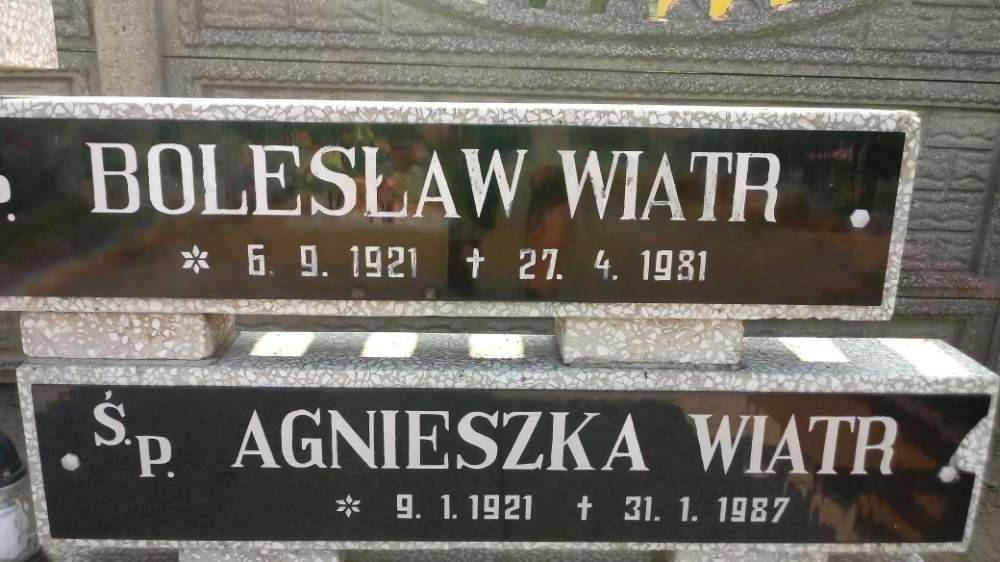 P. BOLESŁAW WIATR
* 6. 9. 1921 † 27. 4. 1981
Ś.P. AGNIESZKA WIATR
* 9. 1. 1921 † 31. 1. 1987